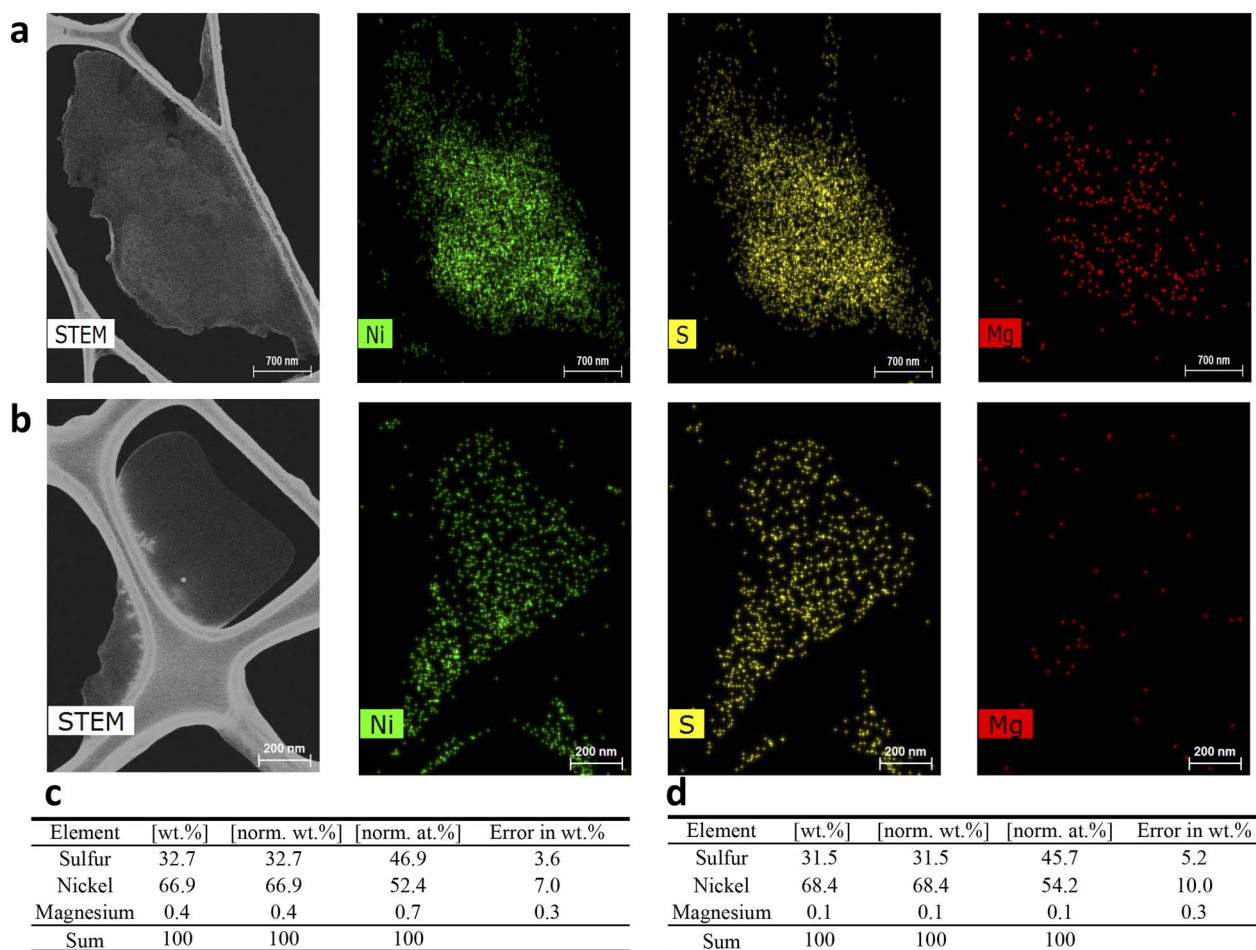 a
STEM
700 nm
Ni
700 nm
S
700 nm
Mg
700 nm
b
STEM
200 nm
Ni
200 nm
S
200 nm
Mg
200 nm
c
Element [wt.%] [norm. wt.%] [norm. at.%] Error in wt.%
Sulfur 32.7 32.7 46.9 3.6
Nickel 66.9 66.9 52.4 7.0
Magnesium 0.4 0.4 0.7 0.3
Sum 100 100 100
d
Element [wt.%] [norm. wt.%] [norm. at.%] Error in wt.%
Sulfur 31.5 31.5 45.7 5.2
Nickel 68.4 68.4 54.2 10.0
Magnesium 0.1 0.1 0.1 0.3
Sum 100 100 100